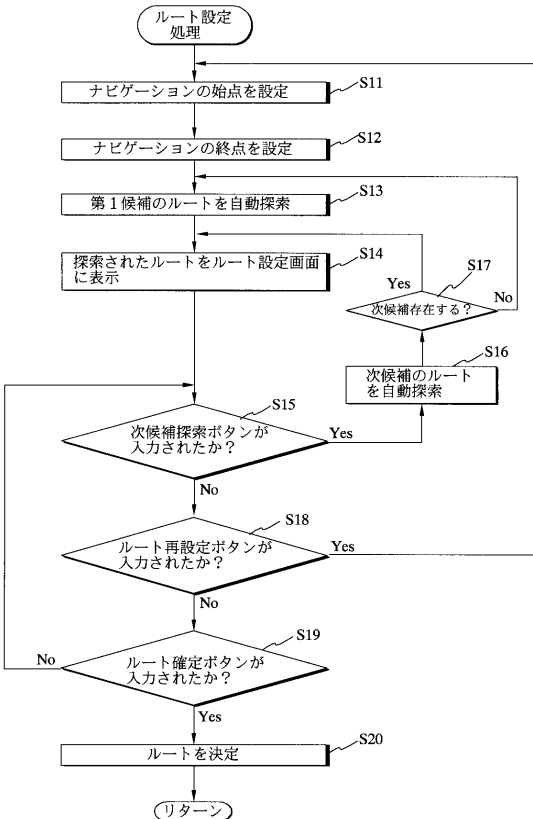 ルート設定
処理
ナビゲーションの始点を設定
S11
ナビゲーションの終点を設定
S12
第1候補のルートを自動探索
S13
探索されたルートをルート設定画面
に表示
S14
S17
Yes
No
次候補存在する？
S16
次候補のルート
を自動探索
S15
次候補探索ボタンが
入力されたか？
Yes
No
S18
ルート再設定ボタンが
入力されたか？
Yes
No
S19
No
ルート確定ボタンが
入力されたか？
Yes
S20
ルートを決定
リターン